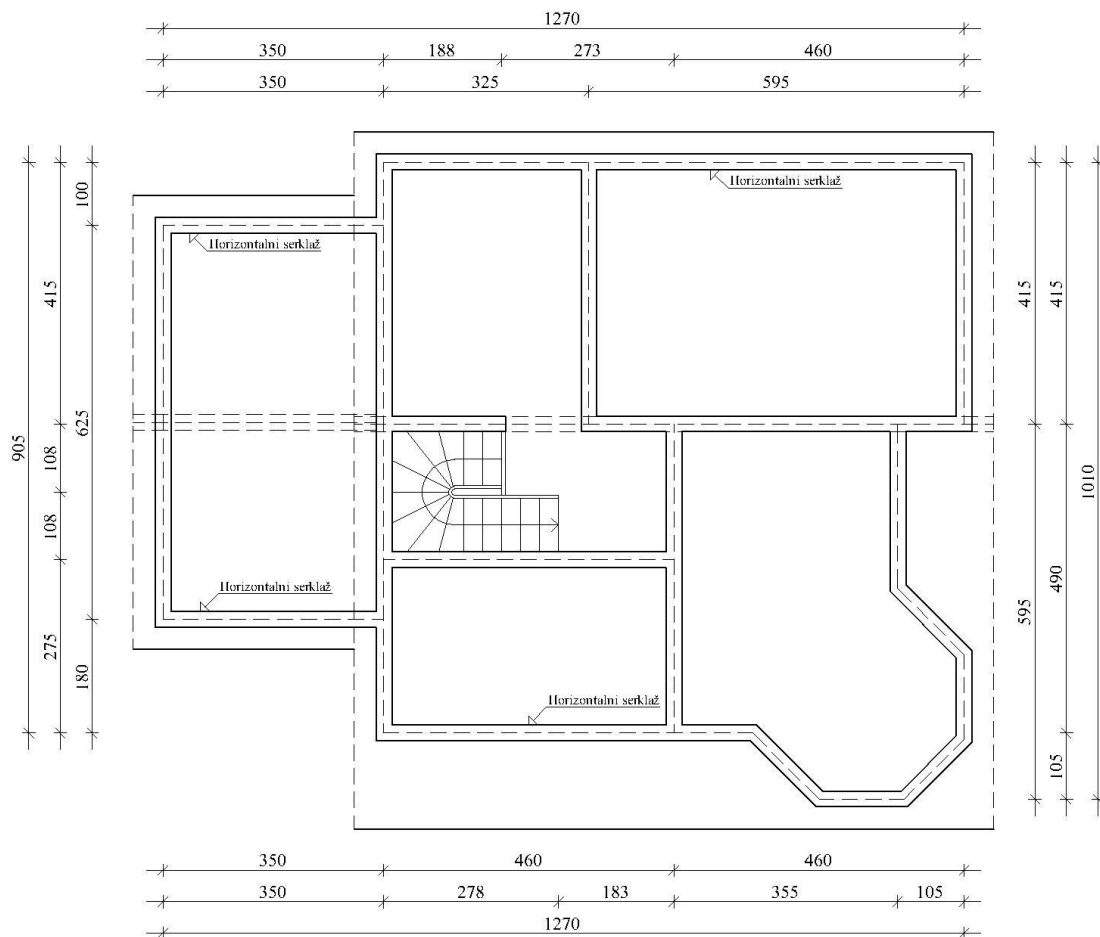 1270
350 188 273 460
350 325 595
Horizontalni serklaž
Horizontalni serklaž
100
415
415
415
905
625
108
108
1010
490
595
Horizontalni serklaž
275
180
Horizontalni serklaž
105
350 460 460
350 278 183 355 105
1270